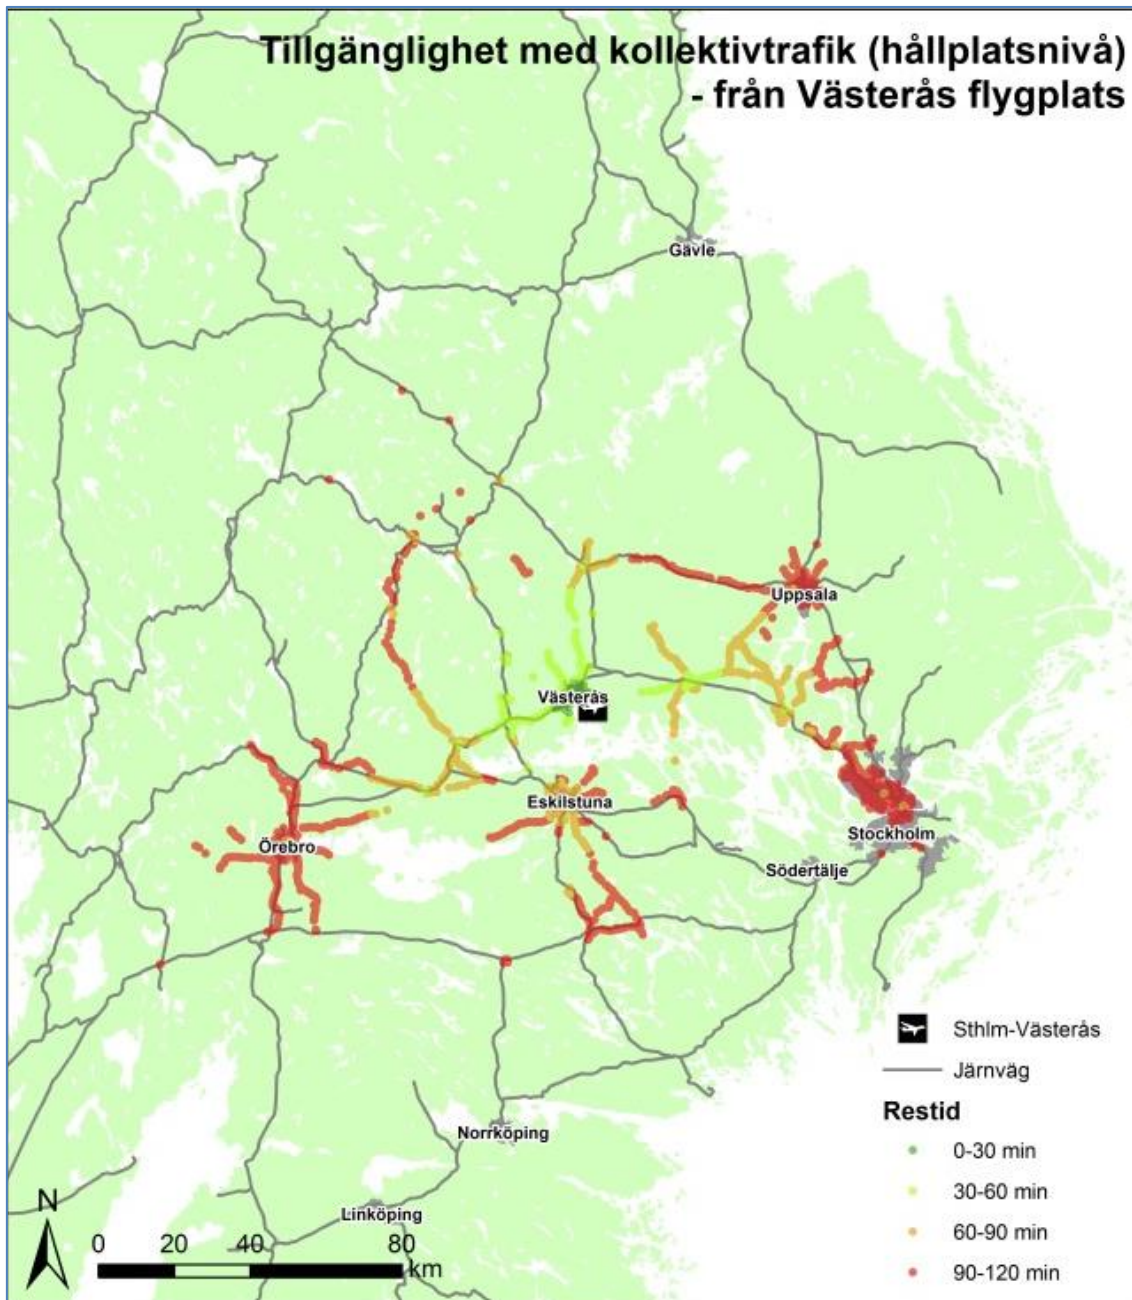 Tillgänglighet med kollektivtrafik (hållplatsnivå)
- från Västerås flygplats
Gävle
Uppsala
Västerås
Eskilstuna
Stockholm
Örebro
Södertälje
Sthlm-Västerås
Järnväg
Restid
Norrköping
0-30 min
30-60 min
N
Linköping
60-90 min
0 20 40 80
km
90-120 min